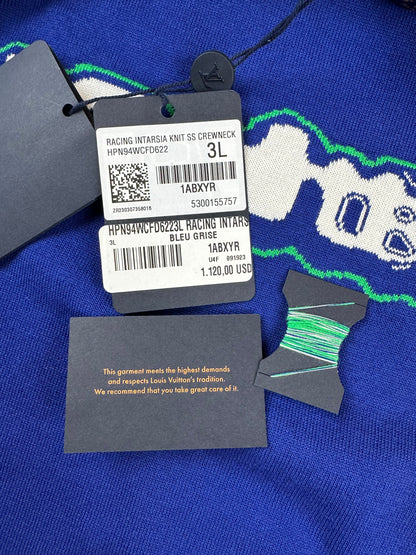 RACING INTARSIA KNIT SS CREWNECK
HPN94WCFD622
3L
1ABXYR
ZR030307358018
5300155757
HPN94WCFD6223L RACING INTARS
3L
BLEU GRISE
1ABXYR
U4F 091923
1.120,00 USD
This garment meets the highest demands
and respects Louis Vuitton's tradition.
We recommend that you take great care of it.